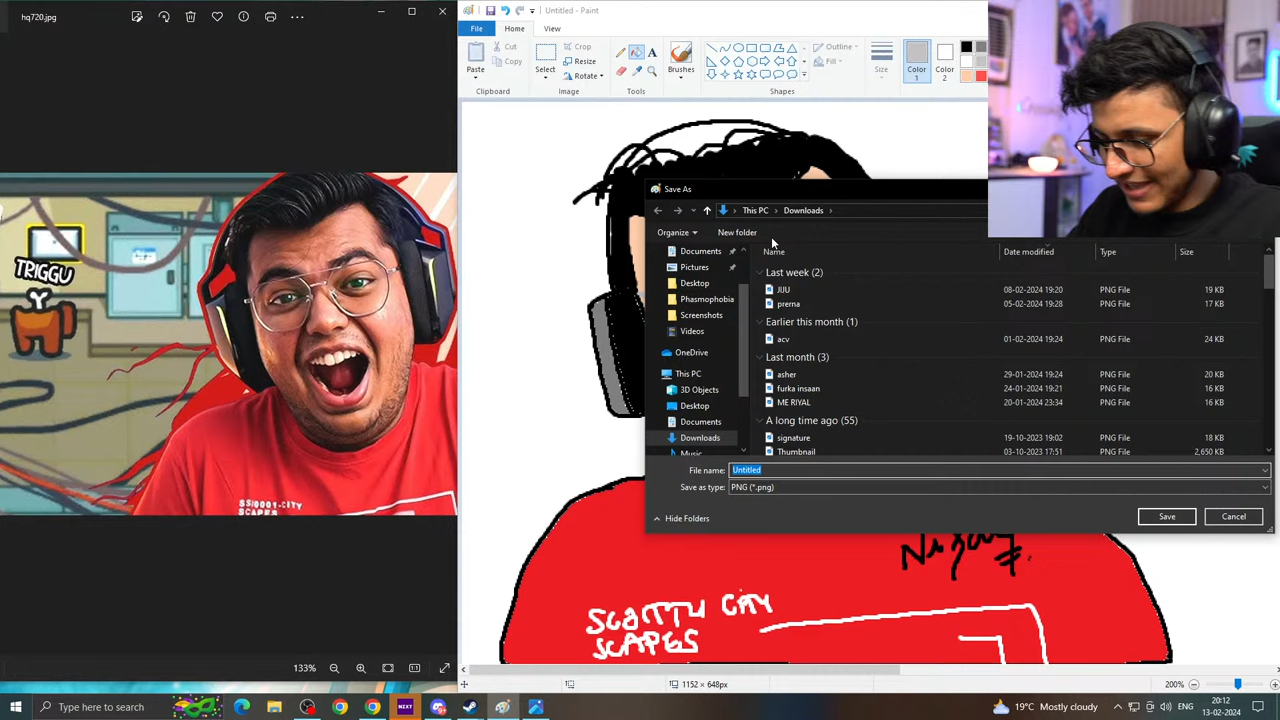 hq720.jpg
Untitled - Paint
File
Home
View
Paste
Cut
Copy
Select
Crop
Resize
Rotate
Brushes
Outline
Fill
Size
Color
1
Color
2
Clipboard
Image
Tools
Shapes
Save As
This PC
Downloads
Organize
New folder
Name
Date modified
Type
Size
Documents
Pictures
Desktop
Phasmophobia
Screenshots
Videos
OneDrive
This PC
3D Objects
Desktop
Documents
Downloads
Music
Last week (2)
JIJU 08-02-2024 19:20 PNG File 19 KB
prerna 05-02-2024 19:28 PNG File 17 KB
Earlier this month (1)
acv 01-02-2024 19:24 PNG File 24 KB
Last month (3)
asher 29-01-2024 19:24 PNG File 20 KB
furka insaan 24-01-2024 19:21 PNG File 16 KB
ME RIYAL 20-01-2024 23:34 PNG File 16 KB
A long time ago (55)
signature 19-10-2023 19:02 PNG File 18 KB
Thumbnail 03-10-2023 17:51 PNG File 2,650 KB
File name: Untitled
Save as type: PNG (*.png)
Hide Folders
Save
Cancel
TRIGGU
SSI0001-CITY
SCAPES
SCATTU CITY
SCAPES
133%
1152 × 648px
200%
Type here to search
NIXT
19°C Mostly cloudy
20:12
13-02-2024